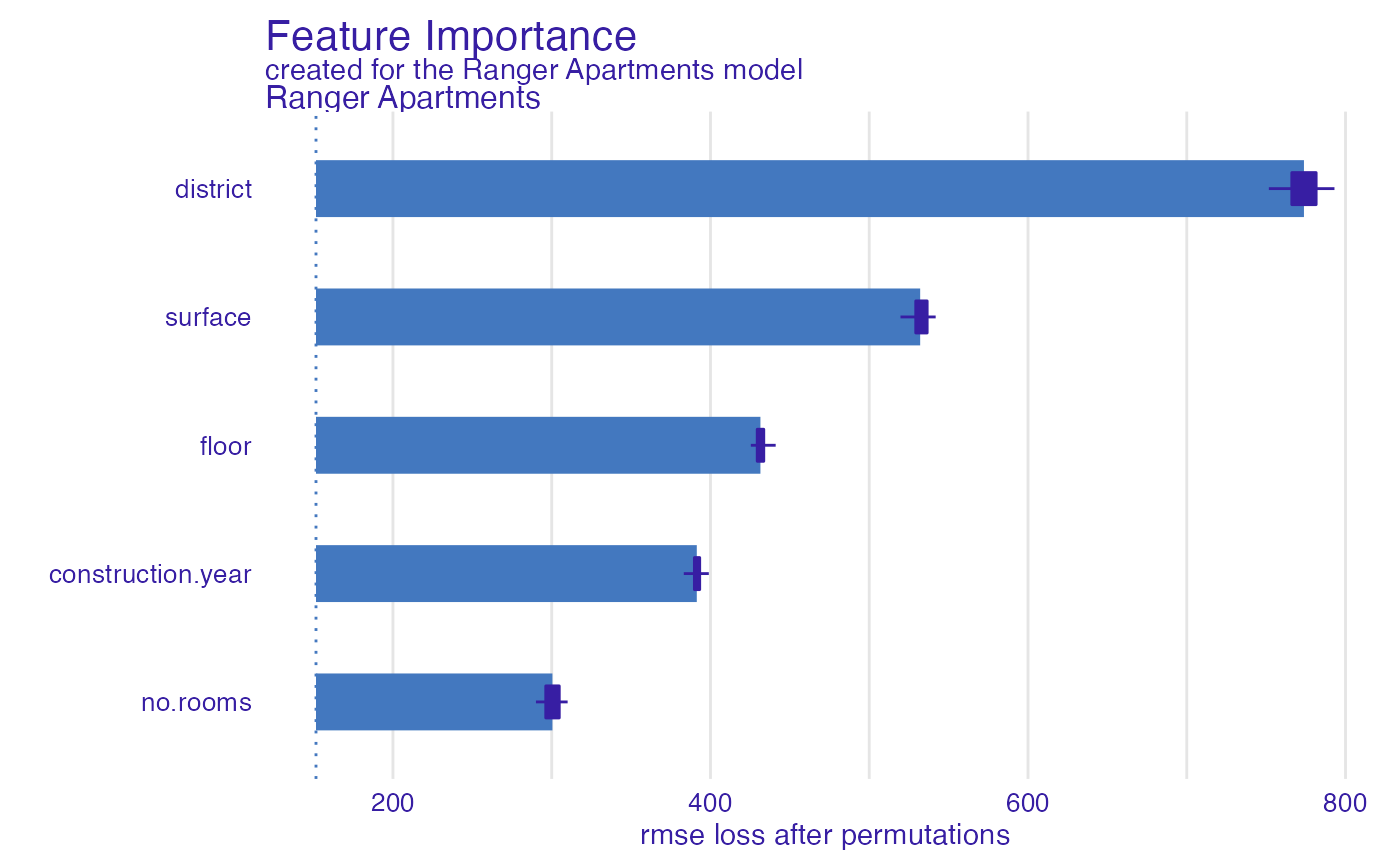 Feature Importance
created for the Ranger Apartments model
Ranger Apartments
district
surface
floor
construction.year
no.rooms
200 400 600 800
rmse loss after permutations